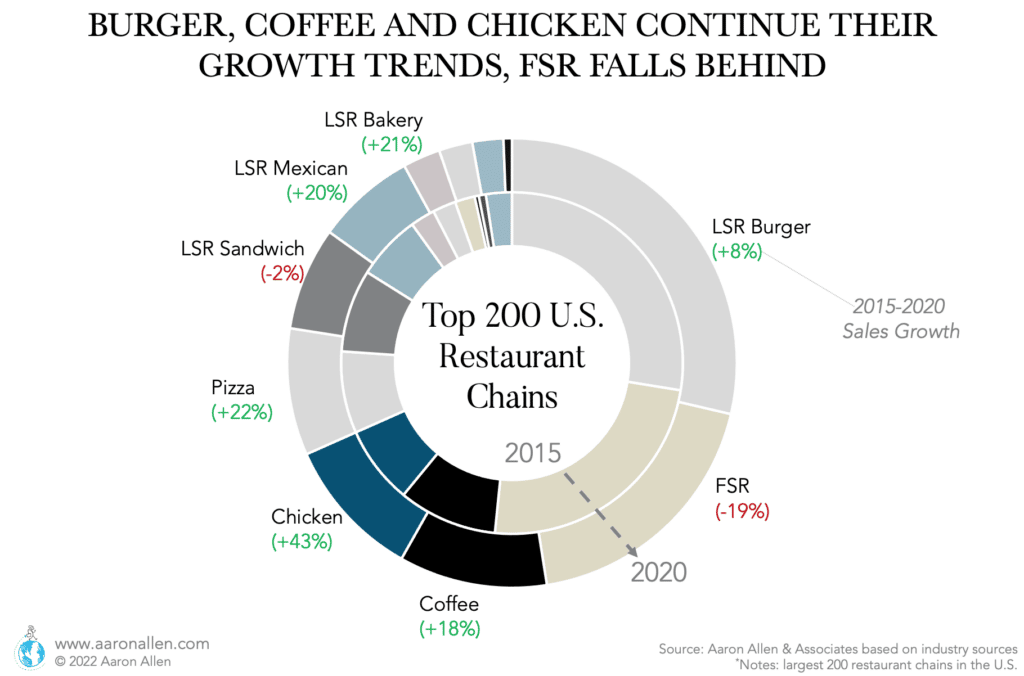 BURGER, COFFEE AND CHICKEN CONTINUE THEIR
GROWTH TRENDS, FSR FALLS BEHIND
LSR Bakery
(+21%)
LSR Mexican
(+20%)
LSR Sandwich
(-2%)
Pizza
(+22%)
Chicken
(+43%)
Coffee
(+18%)
FSR
(-19%)
LSR Burger
(+8%)
2015-2020
Sales Growth
Top 200 U.S.
Restaurant
Chains
2015
2020
www.aaronallen.com
© 2022 Aaron Allen
Source: Aaron Allen & Associates based on industry sources
*Notes: largest 200 restaurant chains in the U.S.